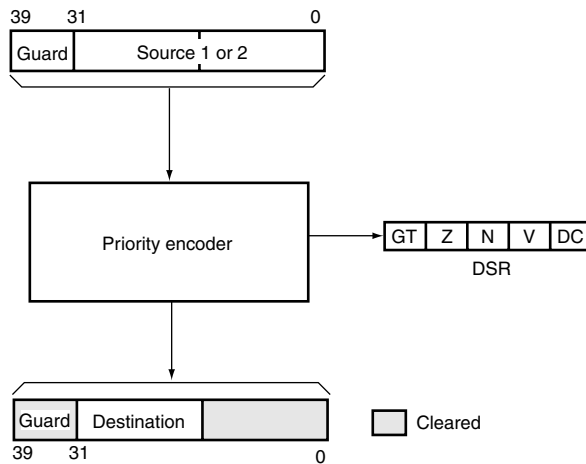 39 31 0
Guard Source 1 or 2
Priority encoder
GT Z N V DC
DSR
Guard Destination
Cleared
39 31 0